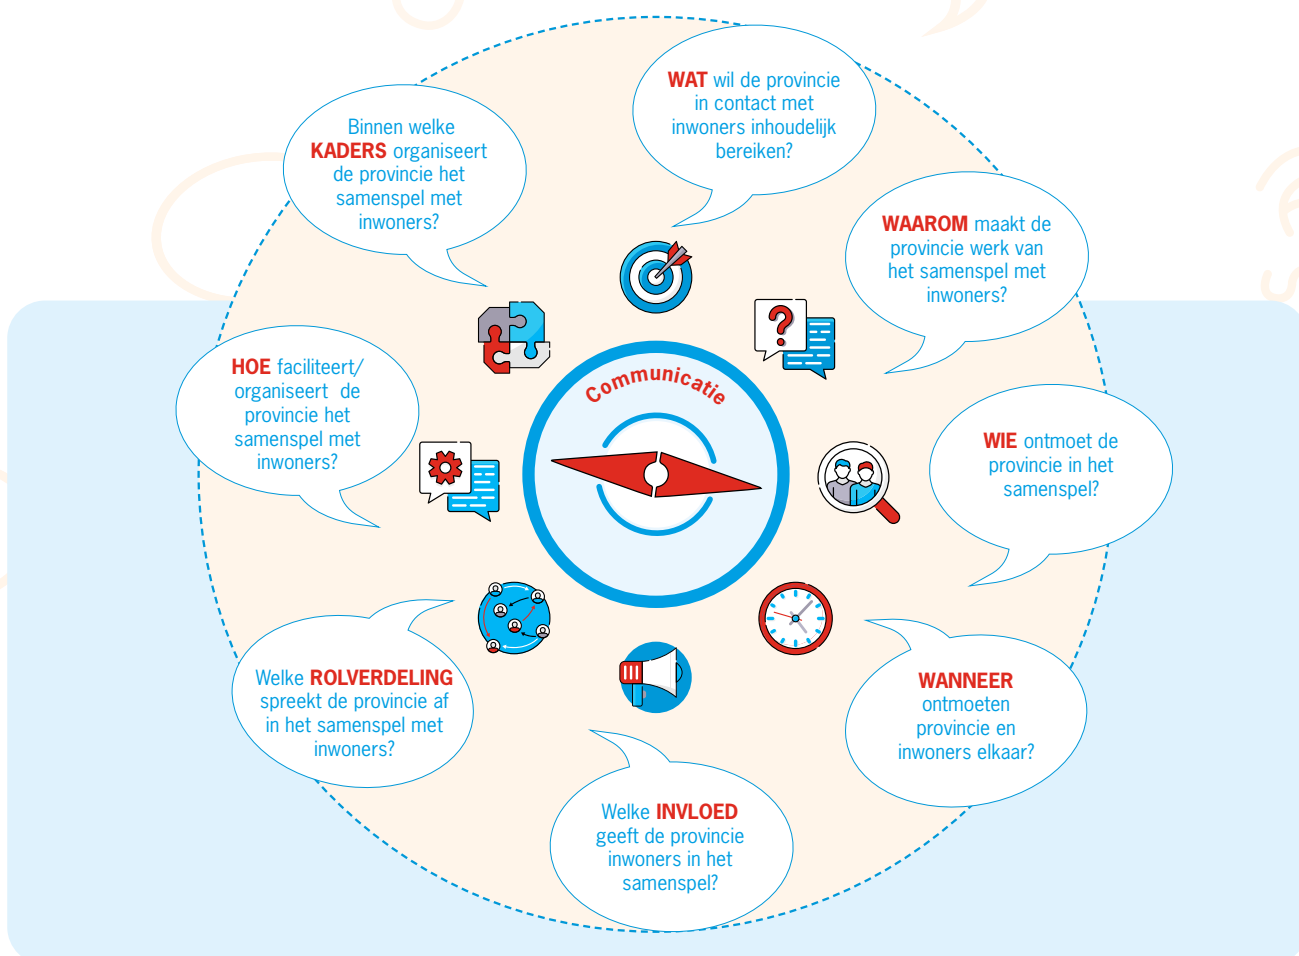 WAT wil de provincie
in contact met
inwoners inhoudelijk
bereiken?
WAAROM maakt de
provincie werk van
het samenspel met
inwoners?
WIE ontmoet de
provincie in het
samenspel?
WANNEER
ontmoeten
provincie en
inwoners elkaar?
Welke INVLOED
geeft de provincie
inwoners in het
samenspel?
Welke ROLVERDELING
spreekt de provincie af
in het samenspel met
inwoners?
HOE faciliteert/
organiseert de
provincie het
samenspel met
inwoners?
Binnen welke
KADERS organiseert
de provincie het
samenspel met
inwoners?
Communicatie